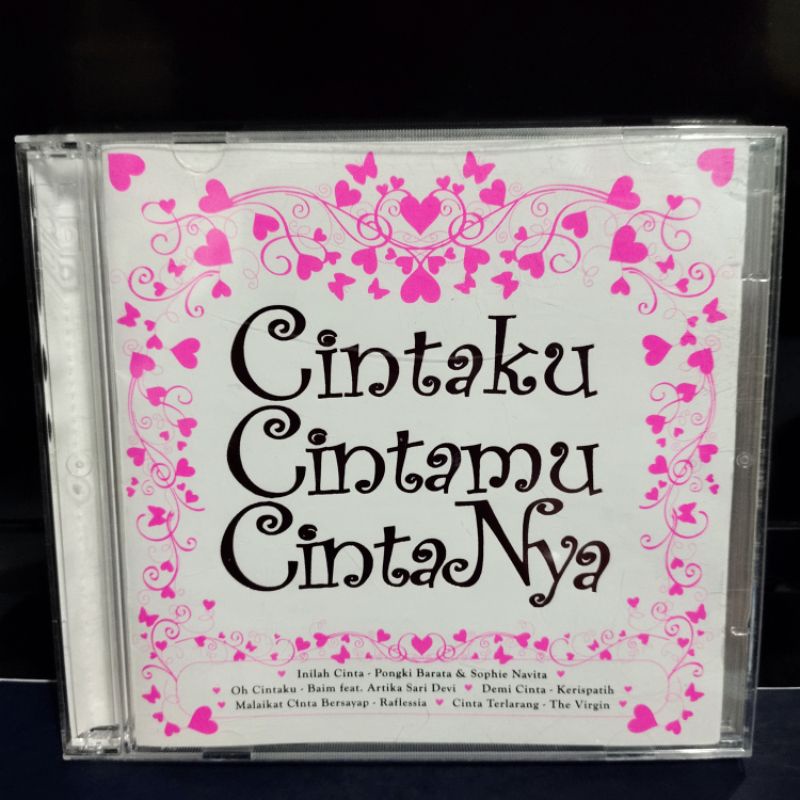 Cintaku
Cintamu
CintaNya
Inilah Cinta - Pongki Barata & Sophie Navita
Oh Cintaku - Baim feat. Artika Sari Devi ♥ Demi Cinta - Kerispatih
Malaikat Cinta Bersayap - Raflessia ♥ Cinta Terlarang - The Virgin